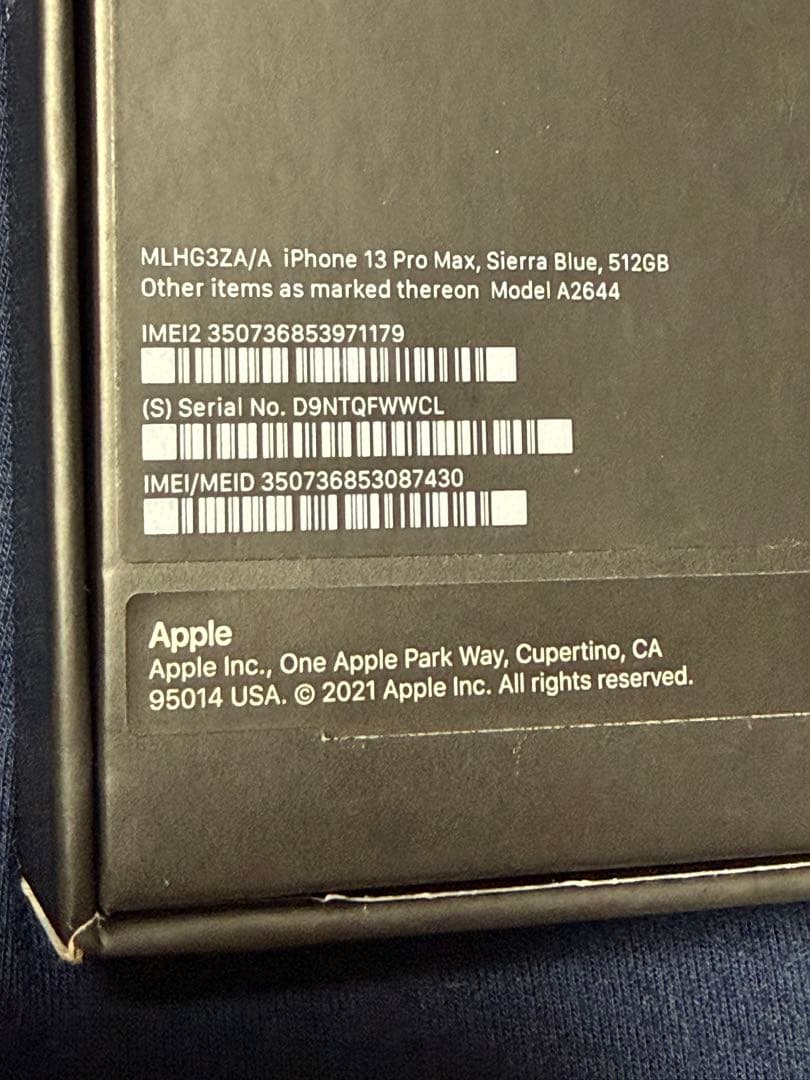 MLHG3ZA/A iPhone 13 Pro Max, Sierra Blue, 512GB
Other items as marked thereon Model A2644
IMEI2 350736853971179
(S) Serial No. D9NTQFWWCL
IMEI/MEID 350736853087430
Apple
Apple Inc., One Apple Park Way, Cupertino, CA
95014 USA. © 2021 Apple Inc. All rights reserved.